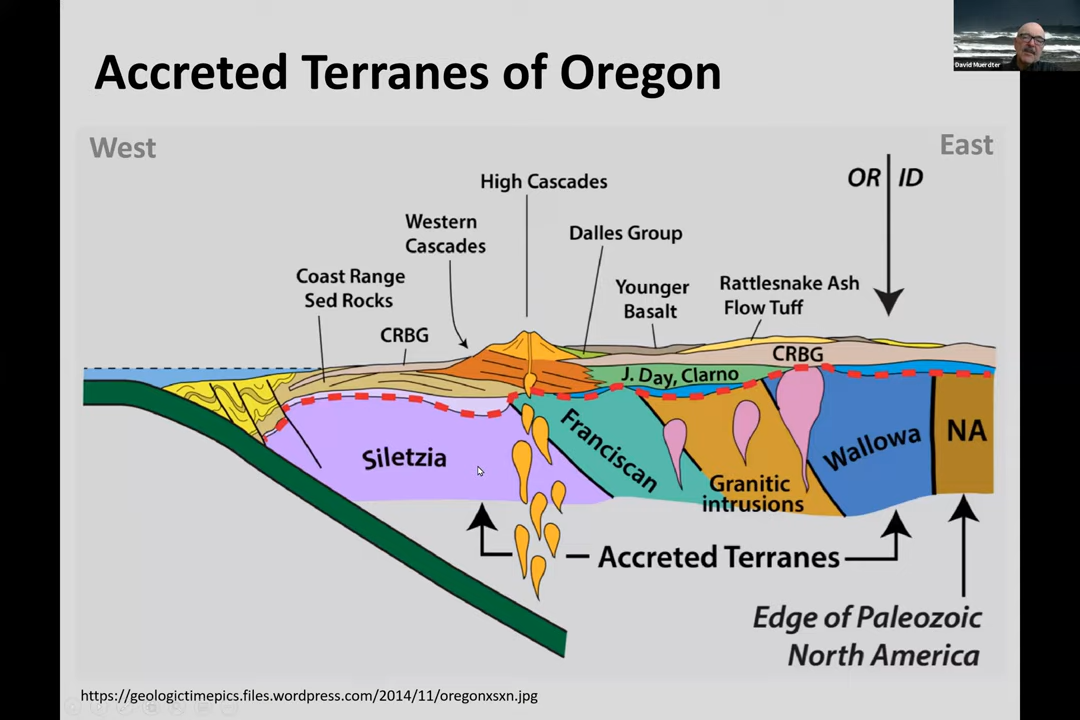 Accreted Terranes of Oregon
David Muerdter
West
East
OR ID
High Cascades
Western
Cascades
Dalles Group
Coast Range
Sed Rocks
Younger
Basalt
Rattlesnake Ash
Flow Tuff
CRBG
CRBG
J. Day, Clarno
Siletzia
Franciscan
Granitic
intrusions
Wallowa
NA
Accreted Terranes
Edge of Paleozoic
North America
https://geologictimepics.files.wordpress.com/2014/11/oregonxsxn.jpg